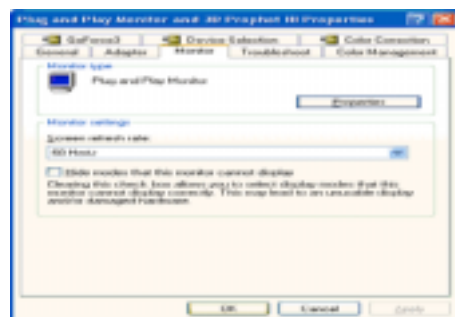 Plug and Play Monitor and 3D Prophet III Properties
GeForce3 Device Selection Color Correction
General Adapter Monitor Troubleshoot Color Management
Monitor type
Plug and Play Monitor
Properties
Monitor settings
Screen refresh rate:
60 Hertz
Hide modes that this monitor cannot display
Clearing this check box allows you to select display modes that this
monitor cannot display correctly. This may lead to an unusable display
and/or damaged hardware.
OK Cancel Apply